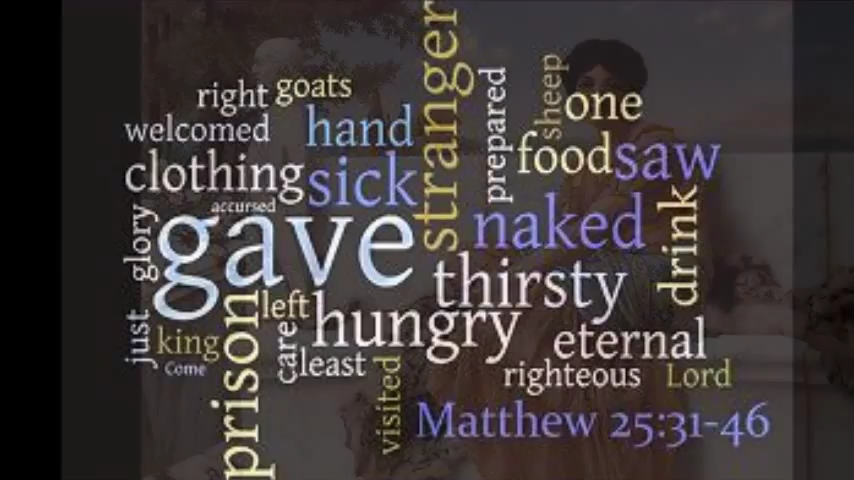 right goats
stranger
prepared
sheep
one
welcomed
hand
food saw
clothing
sick
accursed
glory
gave
naked
drink
thirsty
left
hungry
just
king
prison
care
least
eternal
Come
visited
righteous
Lord
Matthew 25:31-46